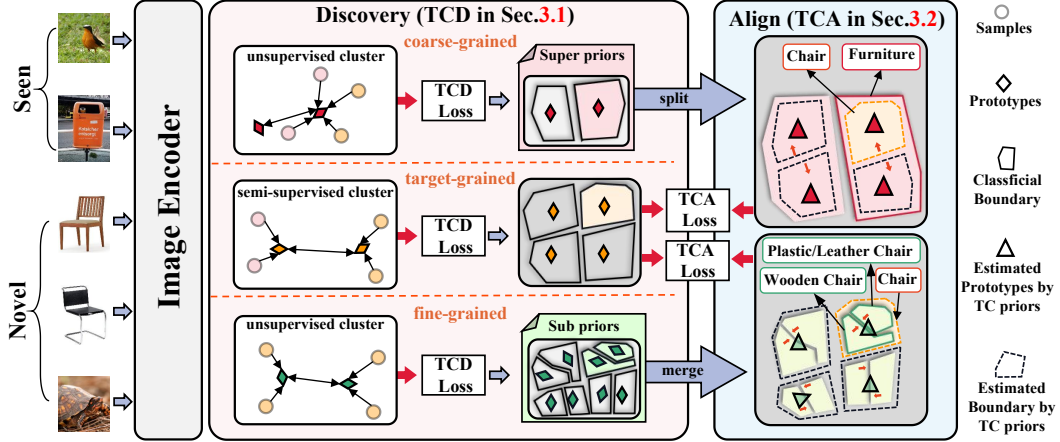 Seen
Novel
Image Encoder
Discovery (TCD in Sec.3.1)
coarse-grained
unsupervised cluster
TCD
Loss
Super priors
split
target-grained
semi-supervised cluster
TCD
Loss
TCA
Loss
TCA
Loss
fine-grained
unsupervised cluster
TCD
Loss
Sub priors
merge
Align (TCA in Sec.3.2)
Chair
Furniture
Plastic/Leather Chair
Wooden Chair
Chair
Samples
Prototypes
Classficial
Boundary
Estimated
Prototypes by
TC priors
Estimated
Boundary by
TC priors